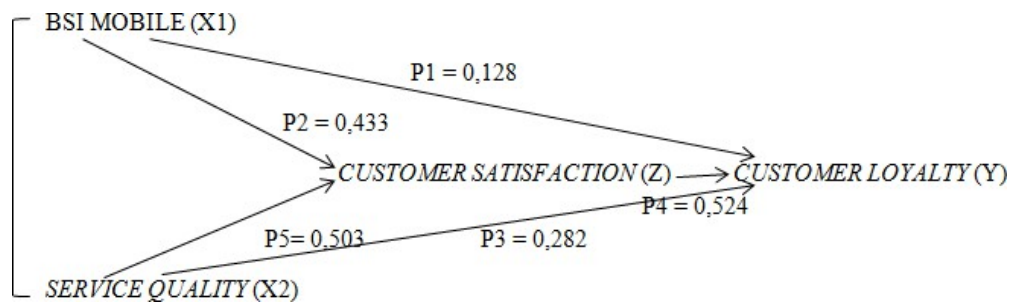 BSI MOBILE (X1)
P1 = 0,128
P2 = 0,433
CUSTOMER SATISFACTION (Z)
CUSTOMER LOYALTY (Y)
P4 = 0,524
P5= 0,503
P3 = 0,282
SERVICE QUALITY (X2)